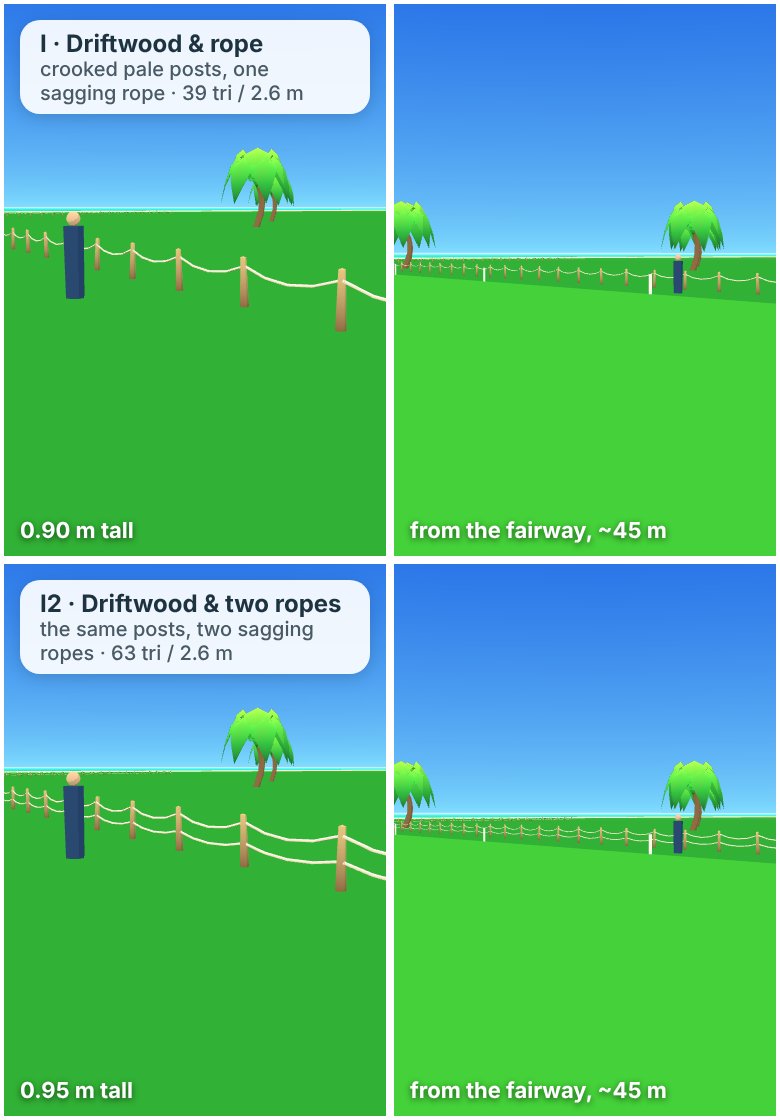 I · Driftwood & rope
crooked pale posts, one
sagging rope · 39 tri / 2.6 m
0.90 m tall
from the fairway, ~45 m
I2 · Driftwood & two ropes
the same posts, two sagging
ropes · 63 tri / 2.6 m
0.95 m tall
from the fairway, ~45 m